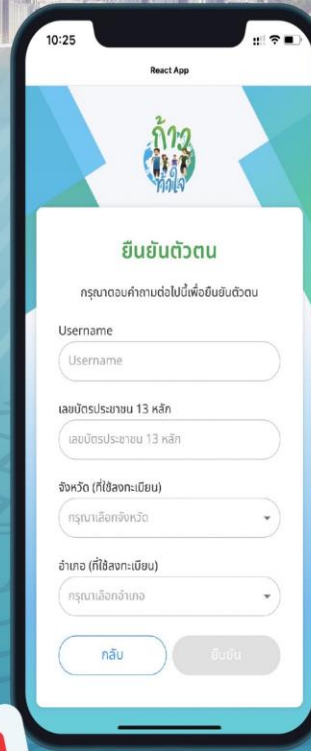 10:25
React App
ก้าว
ท้าใจ
ยืนยันตัวตน
กรุณาตอบคำถามต่อไปนี้เพื่อยืนยันตัวตน
Username
Username
เลขบัตรประชาชน 13 หลัก
เลขบัตรประชาชน 13 หลัก
จังหวัด (ที่ใช้ลงทะเบียน)
กรุณาเลือกจังหวัด
อำเภอ (ที่ใช้ลงทะเบียน)
กรุณาเลือกอำเภอ
กลับ
ยืนยัน